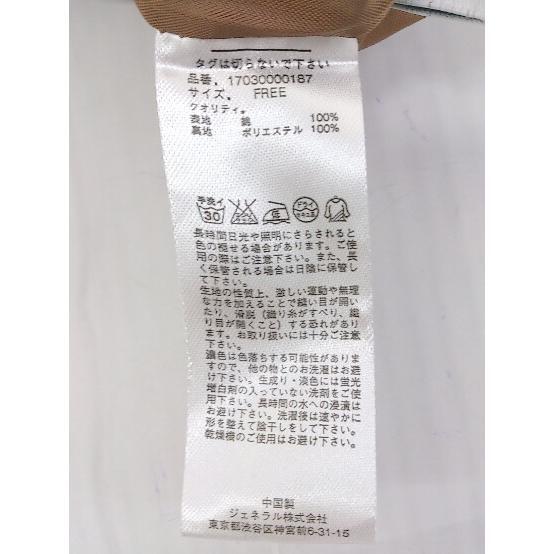 タグは切らないで下さい
品番. 17030000187
サイズ. FREE
クオリティ.
表地 綿 100%
裏地 ポリエステル 100%
手洗イ
30
低
ドライ
セキユ系
長時間日光や照明にさらされると
色の褪せる場合があります。ご使
用の際はご注意下さい。また、長
く保管される場合は日陰に保管し
て下さい。
生地の性質上、激しい運動や無理
な力を加えることで縫い目が開い
たり、滑脱（織り糸がすべり、織
り目が開くこと）する恐れがあり
ます。お取り扱いには十分ご注意
下さい。
濃色は色落ちする可能性がありま
すので、他の物とのお洗濯はお避
け下さい。生成り・淡色には蛍光
増白剤の入っていない洗剤をご使
用下さい。長時間の水への浸漬は
お避け下さい。洗濯後は速やかに
形を整えて陰干しをして下さい。
乾燥機のご使用はお避け下さい。
中国製
ジェネラル株式会社
東京都渋谷区神宮前6-31-15